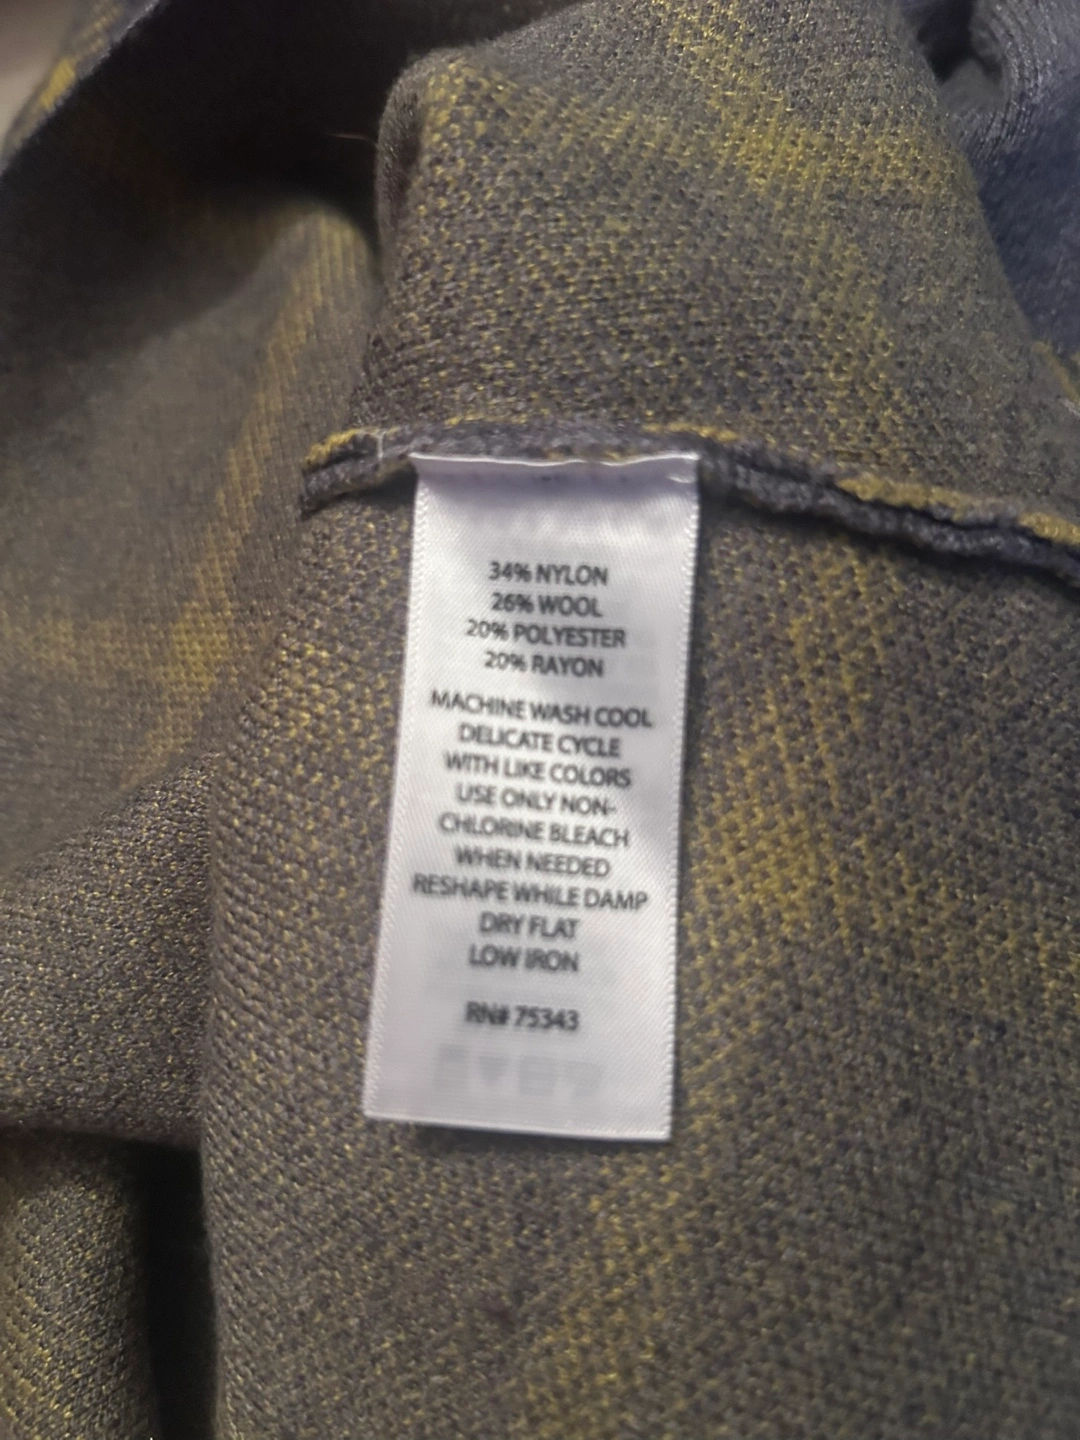 34% NYLON
26% WOOL
20% POLYESTER
20% RAYON
MACHINE WASH COOL
DELICATE CYCLE
WITH LIKE COLORS
USE ONLY NON-
CHLORINE BLEACH
WHEN NEEDED
RESHAPE WHILE DAMP
DRY FLAT
LOW IRON
RN# 75343